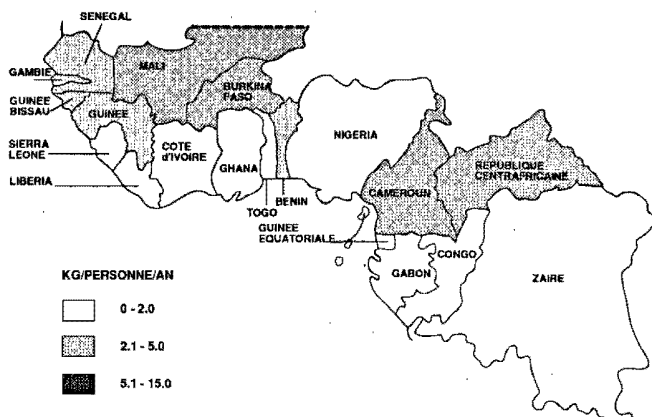 SENEGAL
MALI
GAMBIE
BURKINA
FASO
GUINEE
BISSAU
GUINEE
NIGERIA
SIERRA
LEONE
COTE
d'IVOIRE
GHANA
REPUBLIQUE
CENTRAFRICAINE
LIBERIA
CAMEROUN
BENIN
TOGO
GUINEE
EQUATORIALE
CONGO
GABON
ZAIRE
KG/PERSONNE/AN
0 - 2.0
2.1 - 5.0
5.1 - 15.0